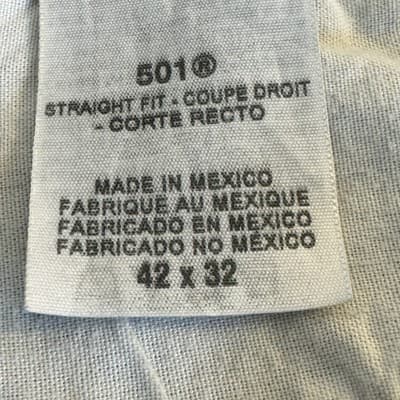 501®
STRAIGHT FIT - COUPE DROIT
- CORTE RECTO
MADE IN MEXICO
FABRIQUE AU MEXIQUE
FABRICADO EN MEXICO
FABRICADO NO MEXICO
42 x 32